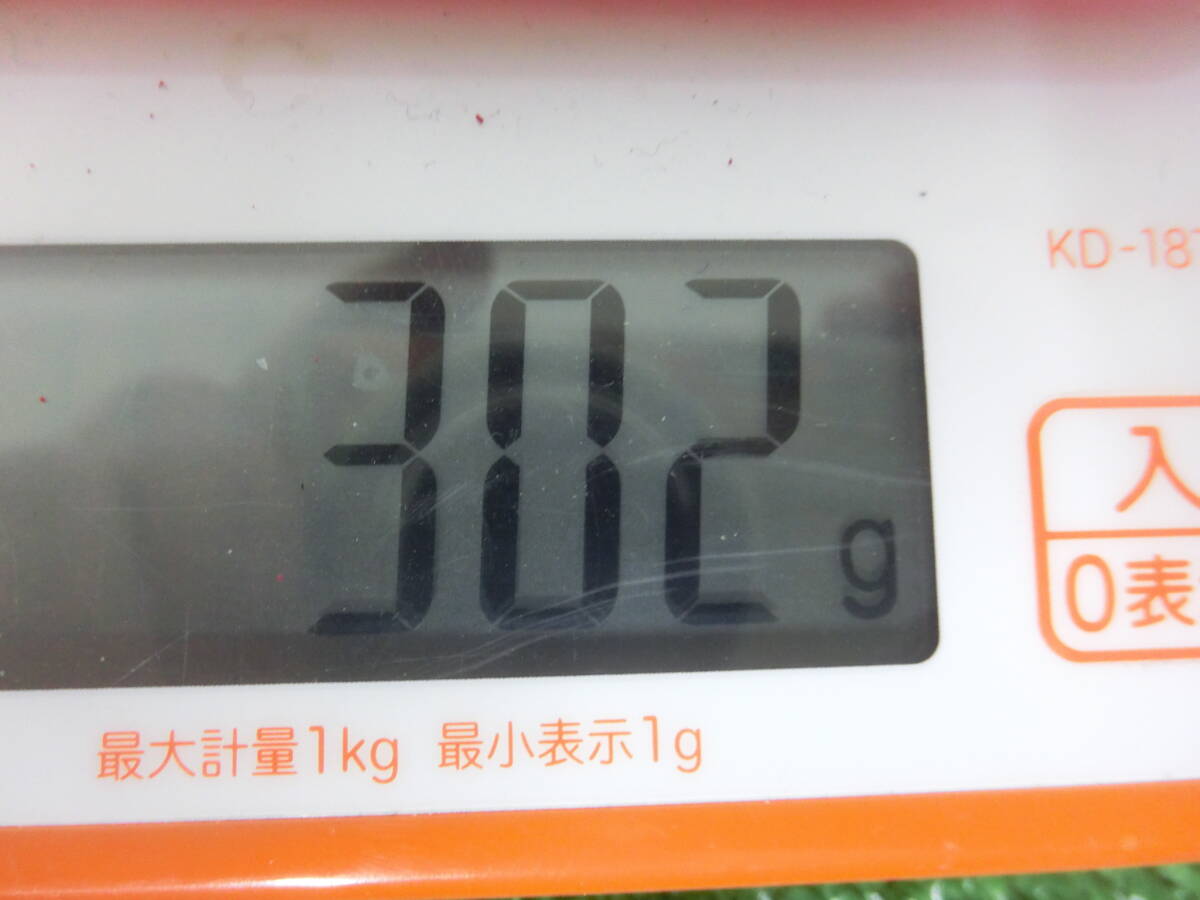 KD-18
302 g
入
0表
最大計量1kg 最小表示1g